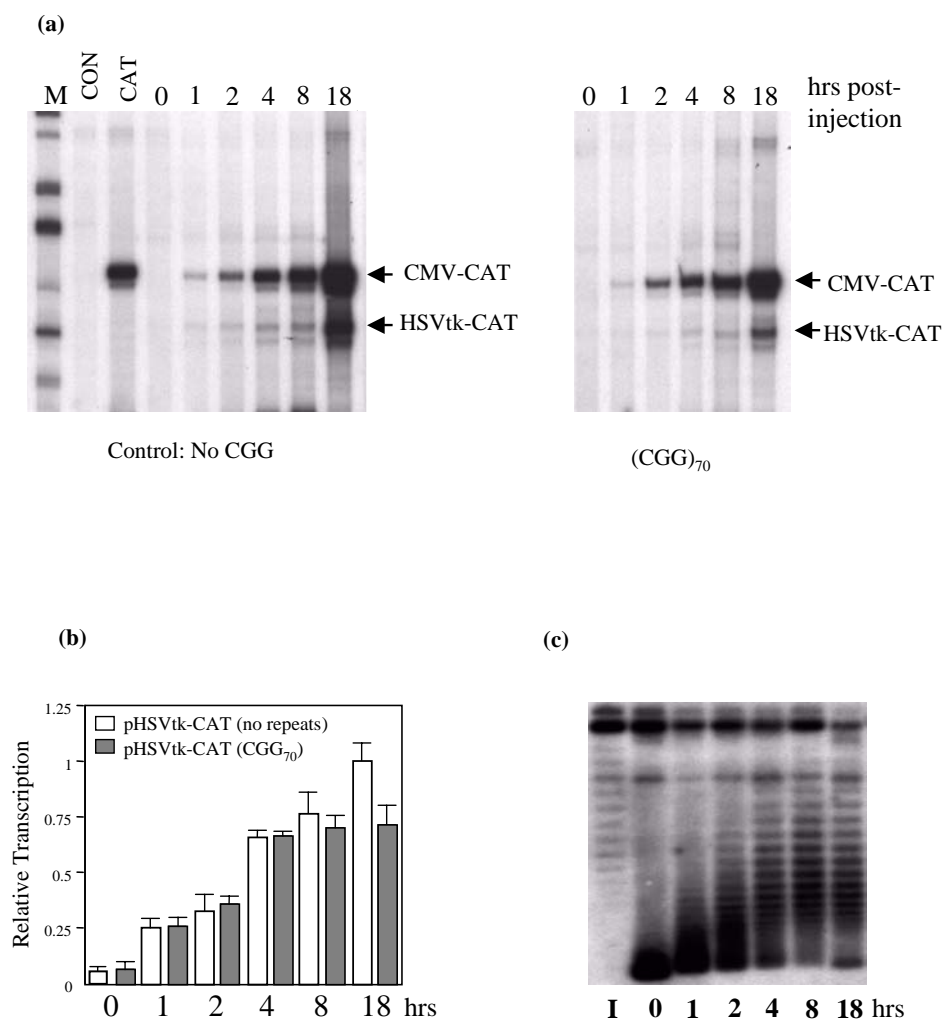 (a)
M CON CAT 0 1 2 4 8 18
0 1 2 4 8 18 hrs post-
injection
CMV-CAT
HSVtk-CAT
CMV-CAT
HSVtk-CAT
Control: No CGG
(CGG)70
(b)
(c)
1.25
pHSVtk-CAT (no repeats)
pHSVtk-CAT (CGG70)
1
0.75
0.5
0.25
0
Relative Transcription
0 1 2 4 8 18 hrs
I 0 1 2 4 8 18 hrs